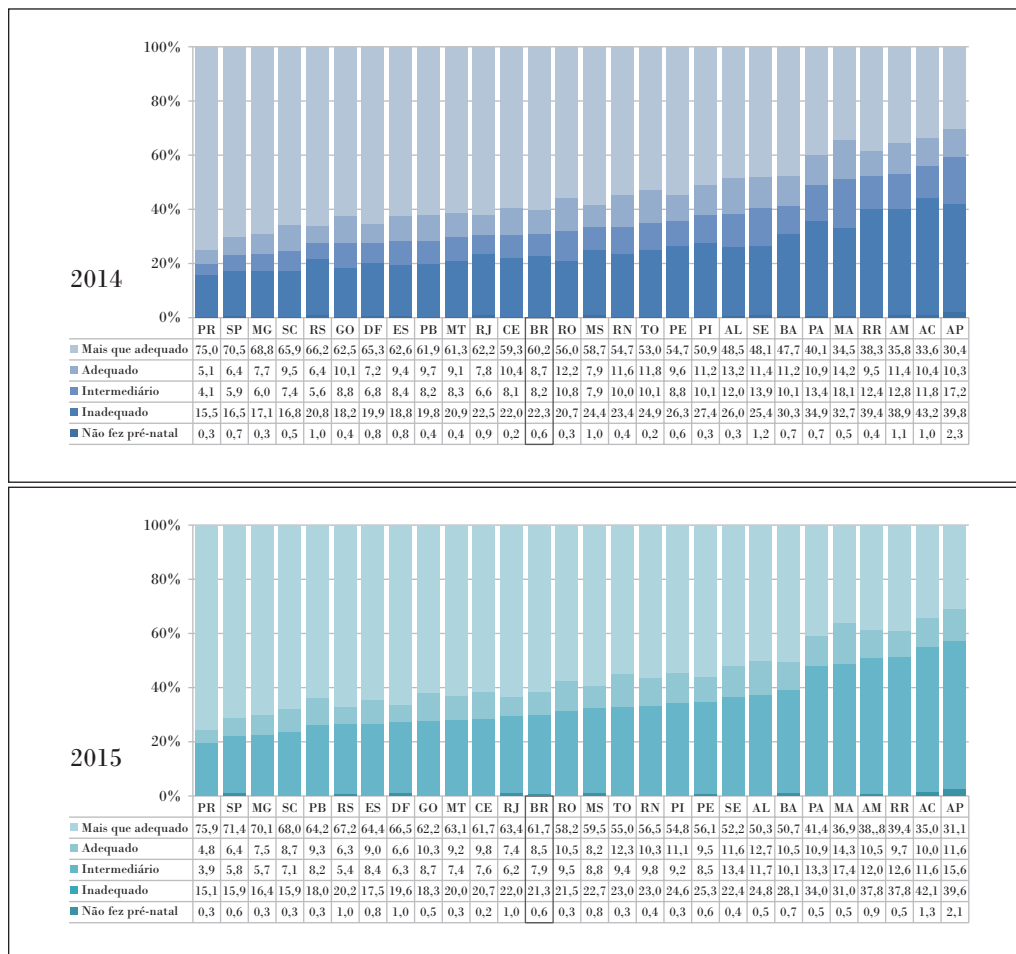 100%
80%
60%
40%
20%
0%
2014
PR SP MG SC RS GO DF ES PB MT RJ CE BR RO MS RN TO PE PI AL SE BA PA MA RR AM AC AP
Mais que adequado 75,0 70,5 68,8 65,9 66,2 62,5 65,3 62,6 61,9 61,3 62,2 59,3 60,2 56,0 58,7 54,7 53,0 54,7 50,9 48,5 48,1 47,7 40,1 34,5 38,3 35,8 33,6 30,4
Adequado 5,1 6,4 7,7 9,5 6,4 10,1 7,2 9,4 9,7 9,1 7,8 10,4 8,7 12,2 7,9 11,6 11,8 9,6 11,2 13,2 11,4 11,2 10,9 14,2 9,5 11,4 10,4 10,3
Intermediário 4,1 5,9 6,0 7,4 5,6 8,8 6,8 8,4 8,2 8,3 6,6 8,1 8,2 10,8 7,9 10,0 10,1 8,8 10,1 12,0 13,9 10,1 13,4 18,1 12,4 12,8 11,8 17,2
Inadequado 15,5 16,5 17,1 16,8 20,8 18,2 19,9 18,8 19,8 20,9 22,5 22,0 22,3 20,7 24,4 23,4 24,9 26,3 27,4 26,0 25,4 30,3 34,9 32,7 39,4 38,9 43,2 39,8
Não fez pré-natal 0,3 0,7 0,3 0,5 1,0 0,4 0,8 0,8 0,4 0,4 0,9 0,2 0,6 0,3 1,0 0,4 0,2 0,6 0,3 0,3 1,2 0,7 0,7 0,5 0,4 1,1 1,0 2,3
100%
80%
60%
40%
20%
0%
2015
PR SP MG SC PB RS ES DF GO MT CE RJ BR RO MS TO RN PI PE SE AL BA PA MA AM RR AC AP
Mais que adequado 75,9 71,4 70,1 68,0 64,2 67,2 64,4 66,5 62,2 63,1 61,7 63,4 61,7 58,2 59,5 55,0 56,5 54,8 56,1 52,2 50,3 50,7 41,4 36,9 38,,8 39,4 35,0 31,1
Adequado 4,8 6,4 7,5 8,7 9,3 6,3 9,0 6,6 10,3 9,2 9,8 7,4 8,5 10,5 8,2 12,3 10,3 11,1 9,5 11,6 12,7 10,5 10,9 14,3 10,5 9,7 10,0 11,6
Intermediário 3,9 5,8 5,7 7,1 8,2 5,4 8,4 6,3 8,7 7,4 7,6 6,2 7,9 9,5 8,8 9,4 9,8 9,2 8,5 13,4 11,7 10,1 13,3 17,4 12,0 12,6 11,6 15,6
Inadequado 15,1 15,9 16,4 15,9 18,0 20,2 17,5 19,6 18,3 20,0 20,7 22,0 21,3 21,5 22,7 23,0 23,0 24,6 25,3 22,4 24,8 28,1 34,0 31,0 37,8 37,8 42,1 39,6
Não fez pré-natal 0,3 0,6 0,3 0,3 0,3 1,0 0,8 1,0 0,5 0,3 0,2 1,0 0,6 0,3 0,8 0,3 0,4 0,3 0,6 0,4 0,5 0,7 0,5 0,5 0,9 0,5 1,3 2,1